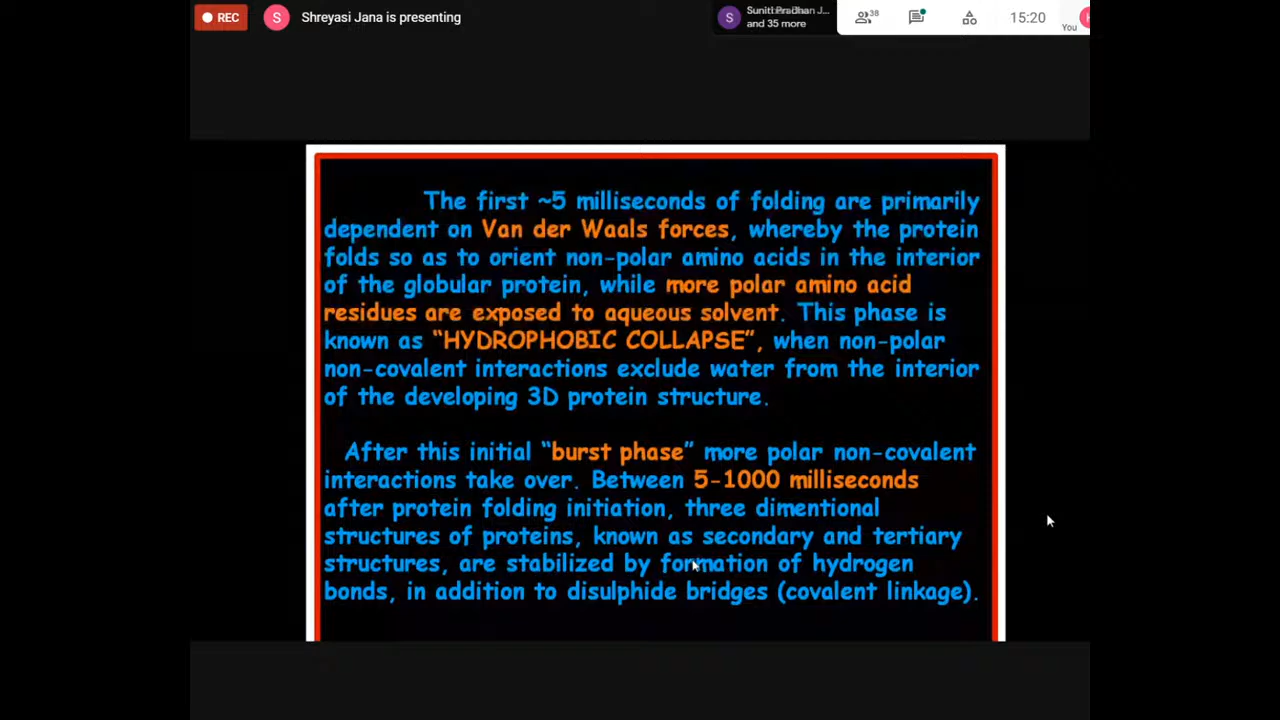 REC
S
Shreyasi Jana is presenting
S
and 35 more
38
15:20
You
The first ~5 milliseconds of folding are primarily
dependent on Van der Waals forces, whereby the protein
folds so as to orient non-polar amino acids in the interior
of the globular protein, while more polar amino acid
residues are exposed to aqueous solvent. This phase is
known as “HYDROPHOBIC COLLAPSE”, when non-polar
non-covalent interactions exclude water from the interior
of the developing 3D protein structure.
After this initial “burst phase” more polar non-covalent
interactions take over. Between 5-1000 milliseconds
after protein folding initiation, three dimentional
structures of proteins, known as secondary and tertiary
structures, are stabilized by formation of hydrogen
bonds, in addition to disulphide bridges (covalent linkage).